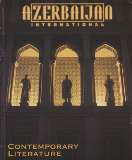 AZERBAIJAN
INTERNATIONAL
CONTEMPORARY
LITERATURE